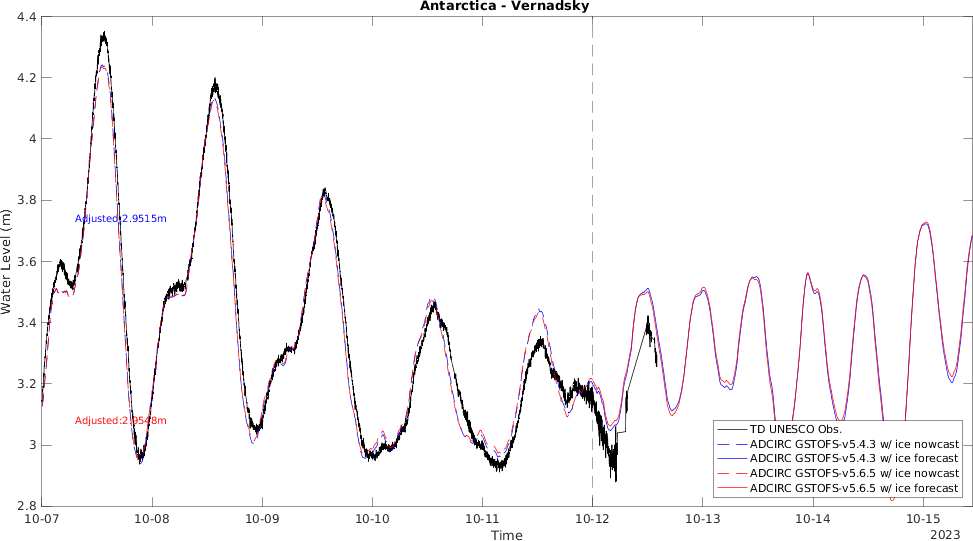 Antarctica - Vernadsky
4.4
4.2
4
3.8
3.6
3.4
3.2
3
2.8
Water Level (m)
Adjusted:2.9515m
Adjusted:2.9548m
TD UNESCO Obs.
ADCIRC GSTOFS-v5.4.3 w/ ice nowcast
ADCIRC GSTOFS-v5.4.3 w/ ice forecast
ADCIRC GSTOFS-v5.6.5 w/ ice nowcast
ADCIRC GSTOFS-v5.6.5 w/ ice forecast
10-07 10-08 10-09 10-10 10-11 10-12 10-13 10-14 10-15
Time
2023